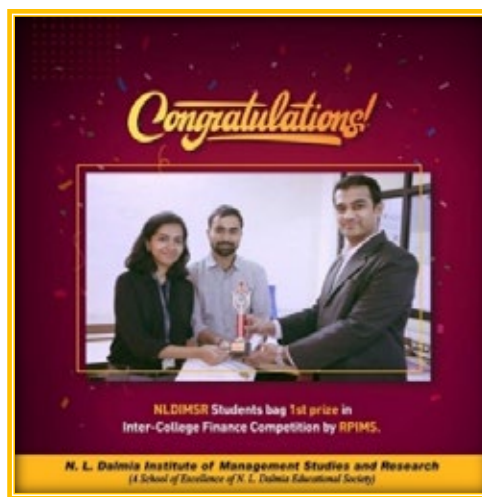 Congratulations!
NLDIMSR Students bag 1st prize in
Inter-College Finance Competition by RPIMS.
N. L. Dalmia Institute of Management Studies and Research
(A School of Excellence of N. L. Dalmia Educational Society)